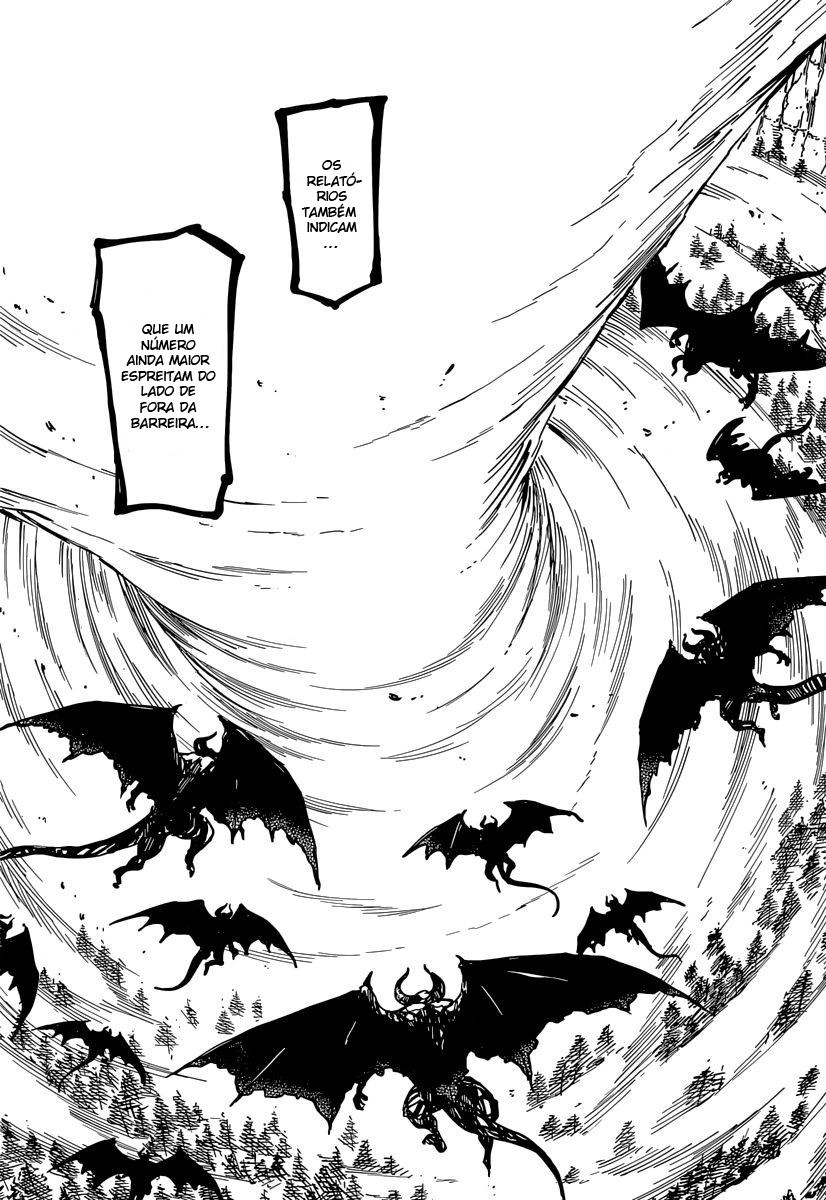 OS
RELATÓ-
RIOS
TAMBÉM
INDICAM
...
QUE UM
NÚMERO
AINDA MAIOR
ESPREITAM DO
LADO DE
FORA DA
BARREIRA...